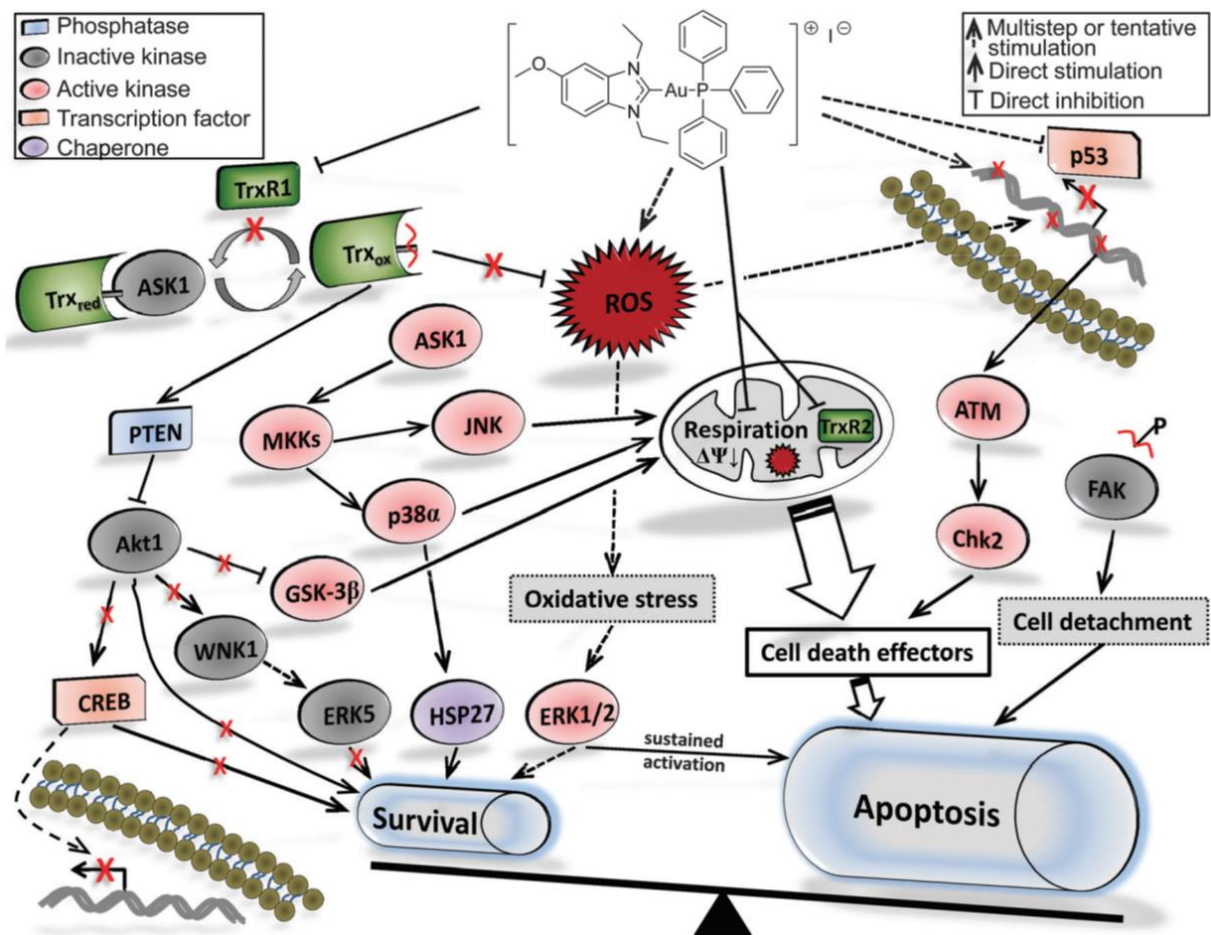 Phosphatase
Inactive kinase
Active kinase
Transcription factor
Chaperone
O
N
N
Au
P
⊕
I⊖
Multistep or tentative
stimulation
Direct stimulation
Direct inhibition
p53
TrxR1
Trxox
Trxred
ASK1
ROS
ASK1
MKKs
JNK
PTEN
p38α
Respiration
ΔΨ↓
TrxR2
ATM
P
FAK
Akt1
Chk2
GSK-3β
Oxidative stress
WNK1
Cell death effectors
Cell detachment
CREB
ERK5
HSP27
ERK1/2
sustained
activation
Survival
Apoptosis